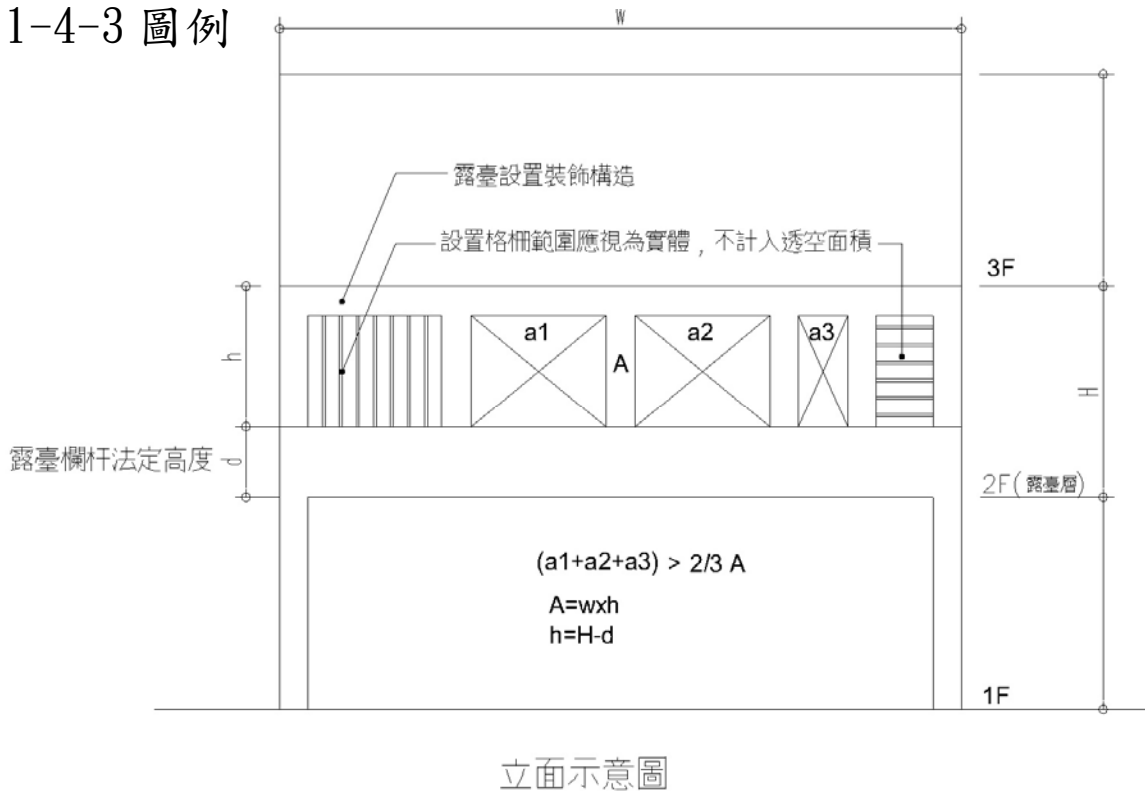 1-4-3 圖例
W
露臺設置裝飾構造
設置格柵範圍應視為實體，不計入透空面積
3F
a1
a2
a3
A
h
H
露臺欄杆法定高度
d
2F(露臺層)
(a1+a2+a3) > 2/3 A
A=wxh
h=H-d
1F
立面示意圖